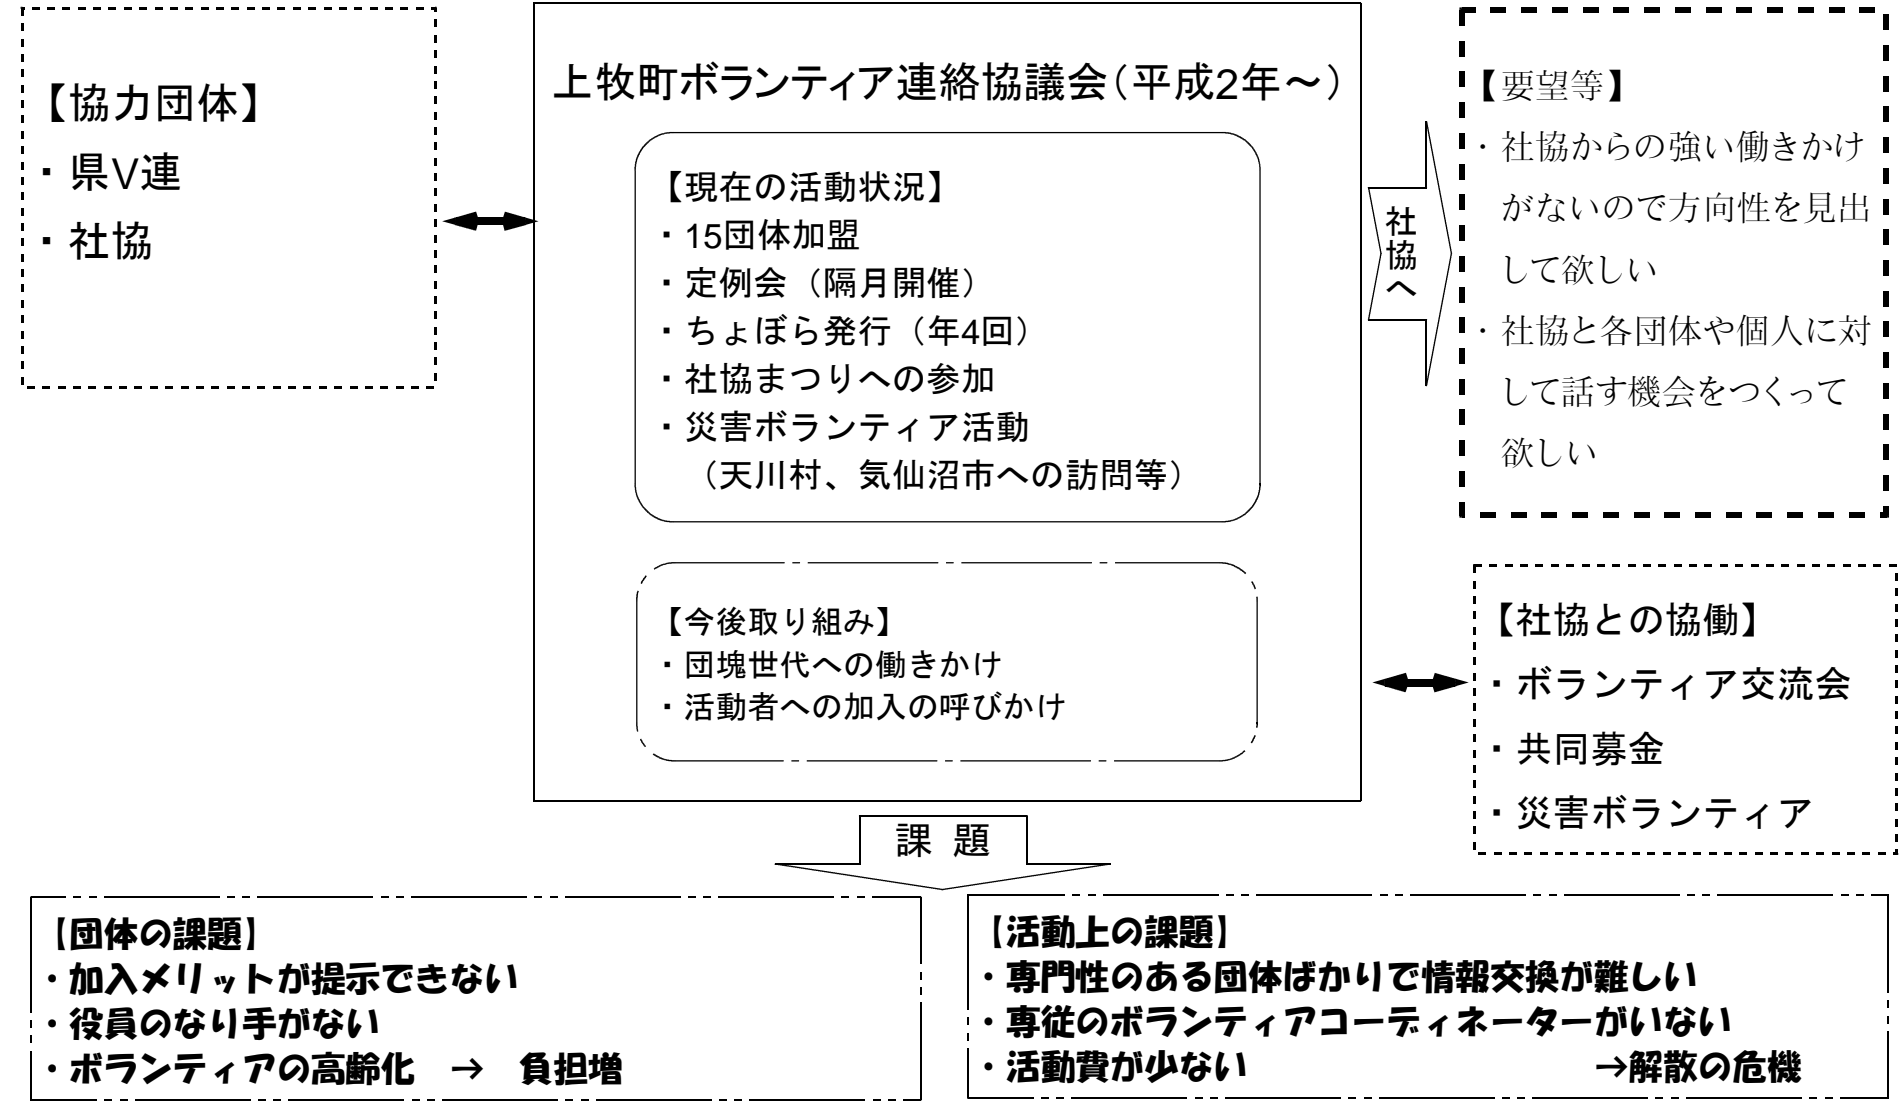 【協力団体】
・県V連
・社協
上牧町ボランティア連絡協議会（平成2年～）
【現在の活動状況】
・15団体加盟
・定例会（隔月開催）
・ちょぼら発行（年4回）
・社協まつりへの参加
・災害ボランティア活動
（天川村、気仙沼市への訪問等）
【今後取り組み】
・団塊世代への働きかけ
・活動者への加入の呼びかけ
社協へ
【要望等】
・社協からの強い働きかけ
がないので方向性を見出
して欲しい
・社協と各団体や個人に対
して話す機会をつくって
欲しい
【社協との協働】
・ボランティア交流会
・共同募金
・災害ボランティア
課 題
【団体の課題】
・加入メリットが提示できない
・役員のなり手がない
・ボランティアの高齢化　→　負担増
【活動上の課題】
・専門性のある団体ばかりで情報交換が難しい
・専従のボランティアコーディネーターがいない
・活動費が少ない　→解散の危機